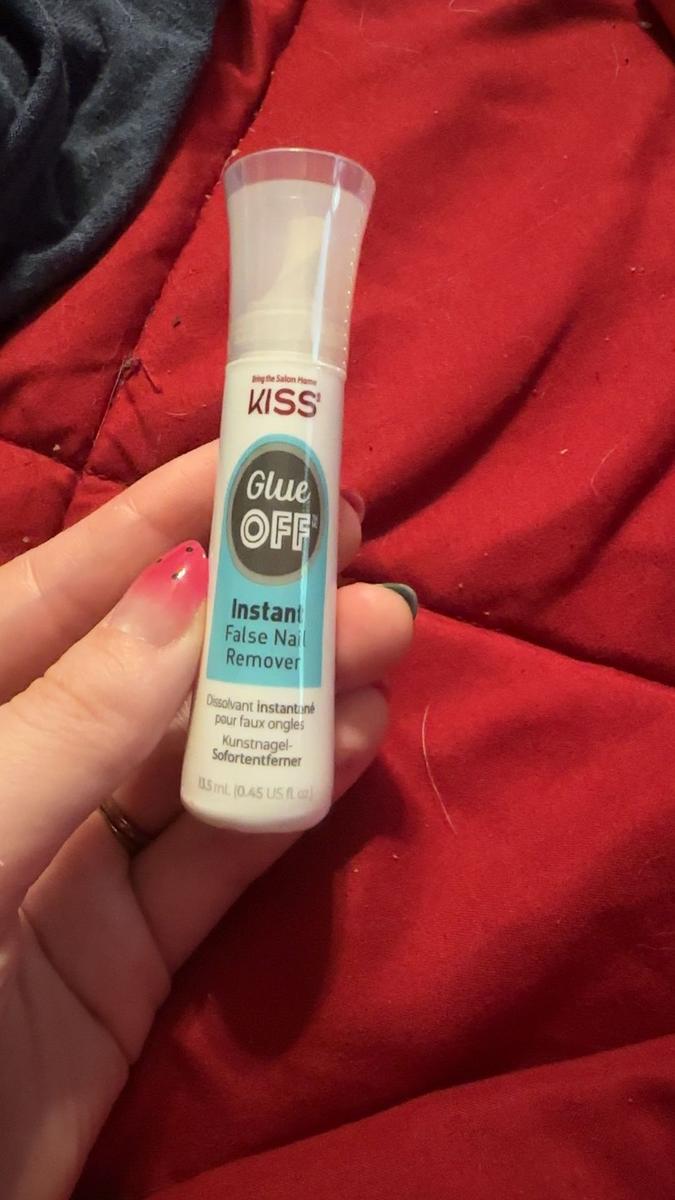 Bring the Salon Home
KISS®
Glue
OFF™
Instant
False Nail
Remover
Dissolvant instantané
pour faux ongles
Kunstnagel-
Sofortentferner
13.5 mL (0.45 US fl oz)